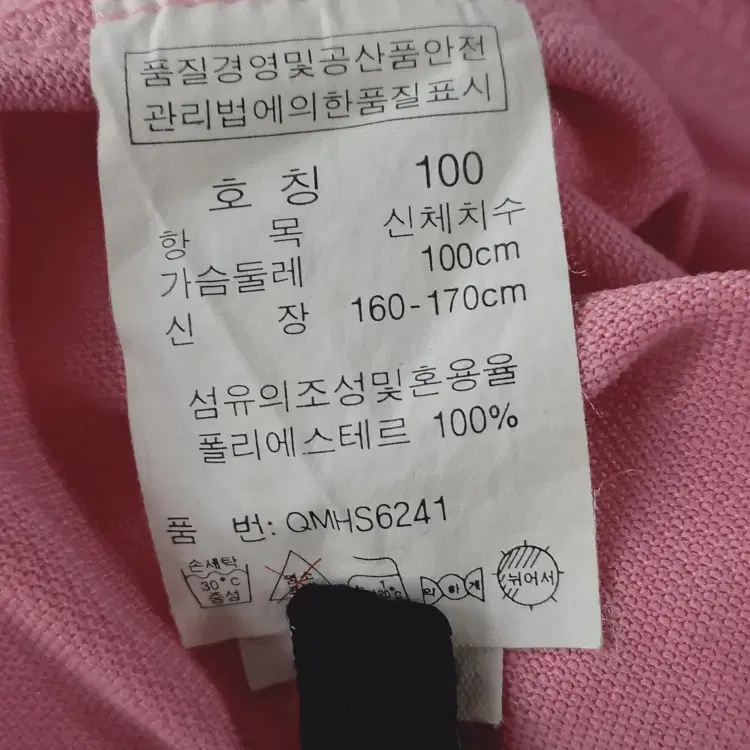 품질경영및공산품안전
관리법에의한품질표시
호 칭 100
항 목 신체치수
가슴둘레 100cm
신 장 160-170cm
섬유의조성및혼용율
폴리에스테르 100%
품 번: QMHS6241
손세탁
30°C
중성
염소
약하게
뉘어서